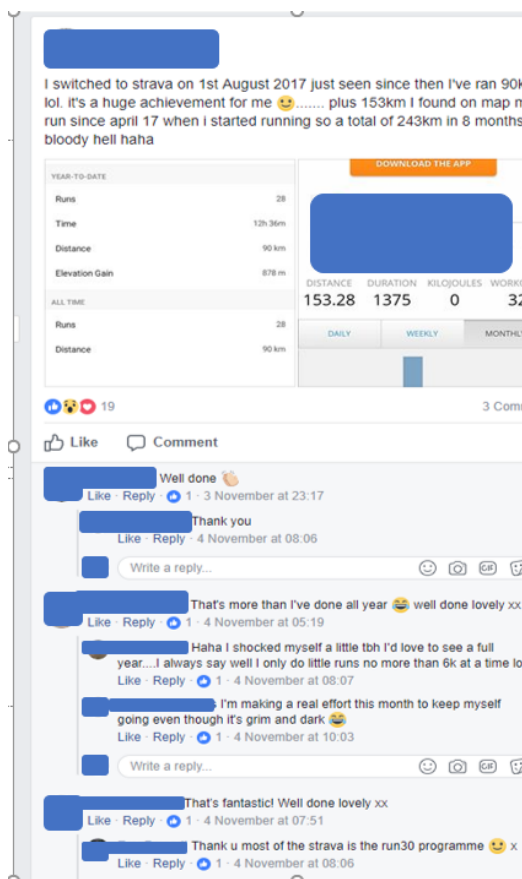 I switched to strava on 1st August 2017 just seen since then I've ran 90k
lol. it's a huge achievement for me 🙂....... plus 153km I found on map m
run since april 17 when i started running so a total of 243km in 8 months
bloody hell haha
DOWNLOAD THE APP
YEAR-TO-DATE
Runs 28
Time 12h 36m
Distance 90 km
Elevation Gain 878 m
ALL TIME
Runs 28
Distance 90 km
DISTANCE DURATION KILOJOULES WORK
153.28 1375 0 32
DAILY WEEKLY MONTHL
19
3 Com
Like Comment
Well done 👏
Like · Reply · 1 · 3 November at 23:17
Thank you
Like · Reply · 4 November at 08:06
Write a reply...
GIF
That's more than I've done all year 😂 well done lovely xx
Like · Reply · 1 · 4 November at 05:19
Haha I shocked myself a little tbh I'd love to see a full
year....I always say well I only do little runs no more than 6k at a time lo
Like · Reply · 1 · 4 November at 08:07
I'm making a real effort this month to keep myself
going even though it's grim and dark 😂
Like · Reply · 1 · 4 November at 10:03
Write a reply...
GIF
That's fantastic! Well done lovely xx
Like · Reply · 1 · 4 November at 07:51
Thank u most of the strava is the run30 programme 🙂 x
Like · Reply · 1 · 4 November at 08:06